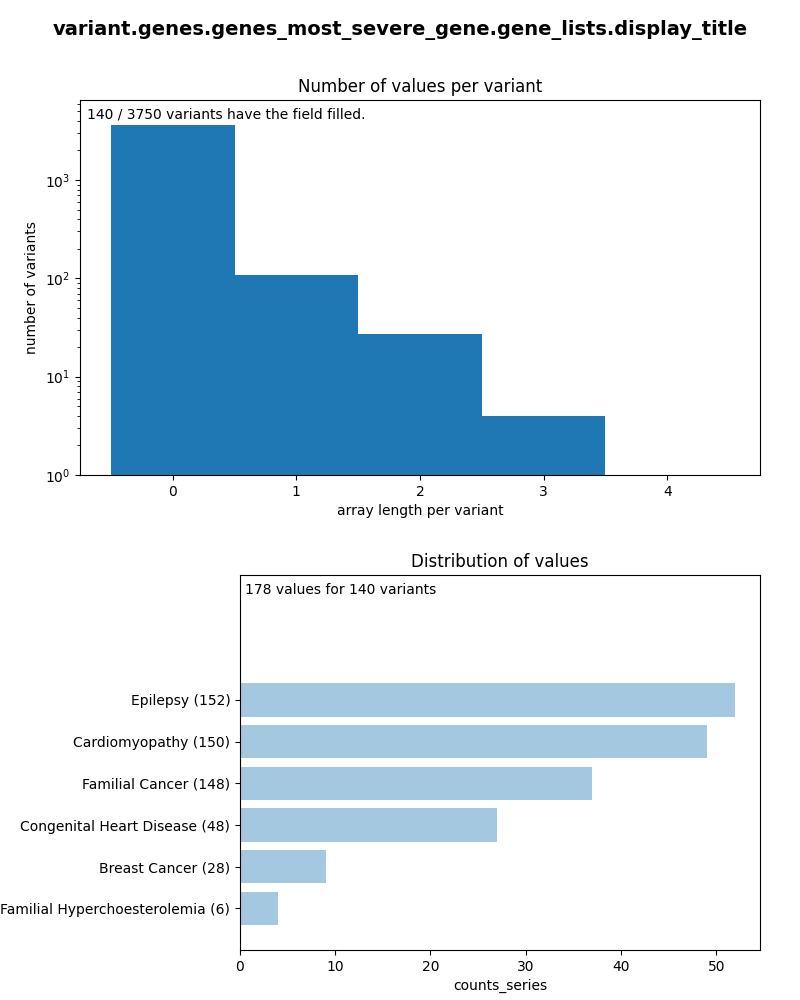 variant.genes.genes_most_severe_gene.gene_lists.display_title
Number of values per variant
140 / 3750 variants have the field filled.
number of variants
10³
10²
10¹
10⁰
0 1 2 3 4
array length per variant
Distribution of values
178 values for 140 variants
Epilepsy (152)
Cardiomyopathy (150)
Familial Cancer (148)
Congenital Heart Disease (48)
Breast Cancer (28)
Familial Hyperchoesterolemia (6)
0 10 20 30 40 50
counts_series